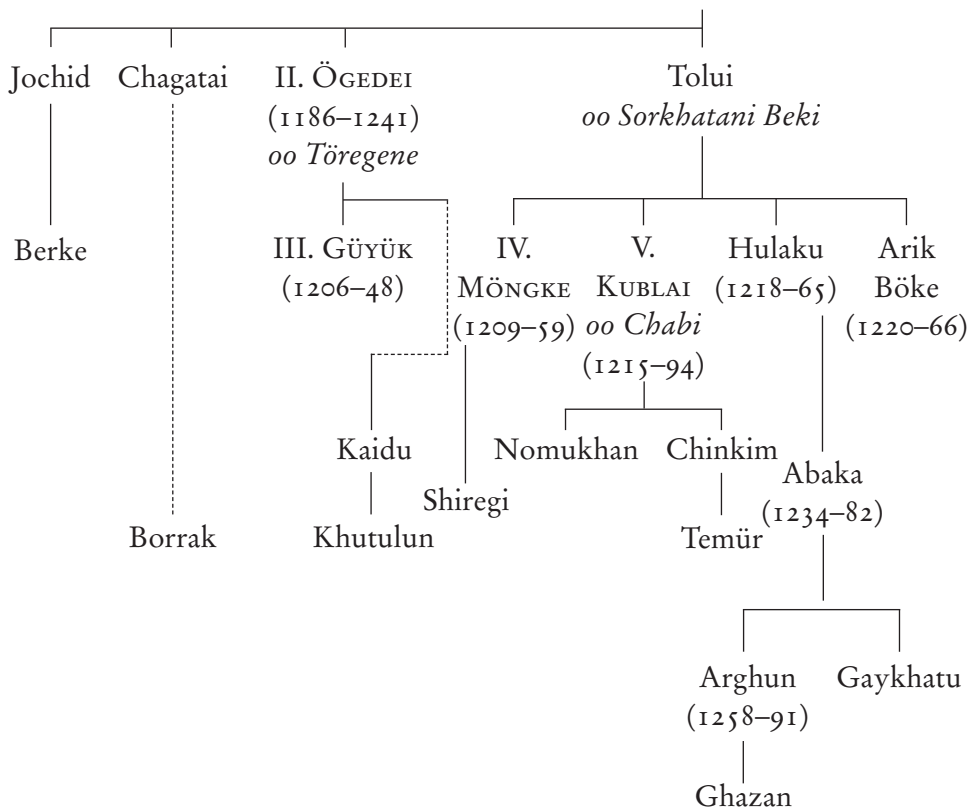 Jochid Chagatai II. ÖGEDEI Tolui
(1186–1241) oo Sorkhatani Beki
oo Töregene
Berke III. GÜYÜK IV. V. Hulaku Arik
(1206–48) MÖNGKE KUBLAI (1218–65) Böke
(1209–59) oo Chabi (1220–66)
(1215–94)
Kaidu Nomukhan Chinkim
Abaka
Shiregi (1234–82)
Borrak Khutulun Temür
Arghun Gaykhatu
(1258–91)
Ghazan